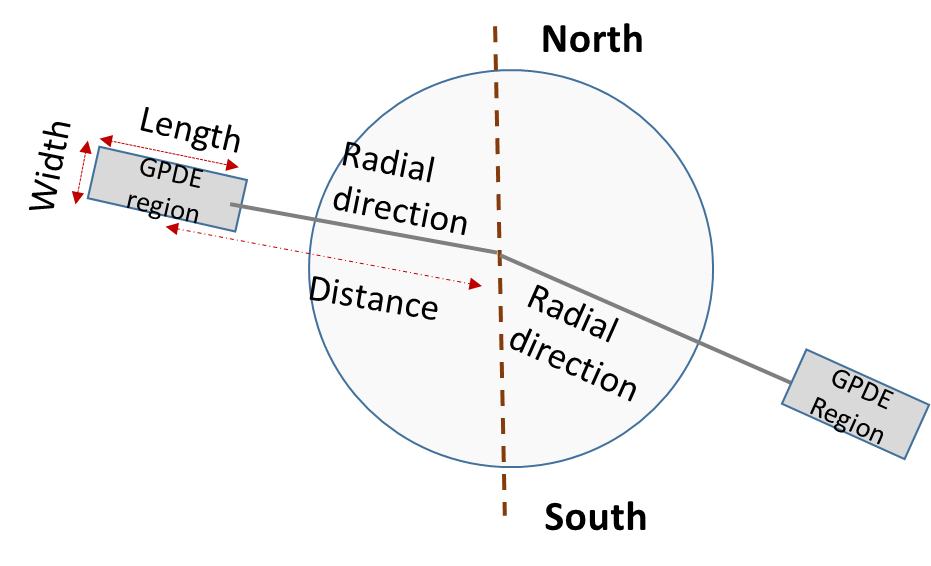 North
Length
Width
GPDE
region
Radial
direction
Distance
Radial
direction
GPDE
Region
South